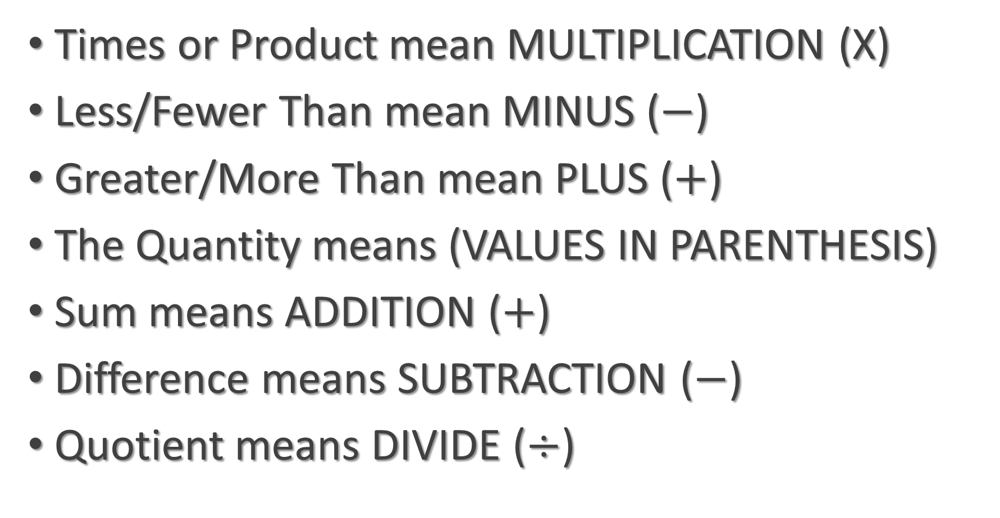 • Times or Product mean MULTIPLICATION (X)
• Less/Fewer Than mean MINUS (−)
• Greater/More Than mean PLUS (+)
• The Quantity means (VALUES IN PARENTHESIS)
• Sum means ADDITION (+)
• Difference means SUBTRACTION (−)
• Quotient means DIVIDE (÷)